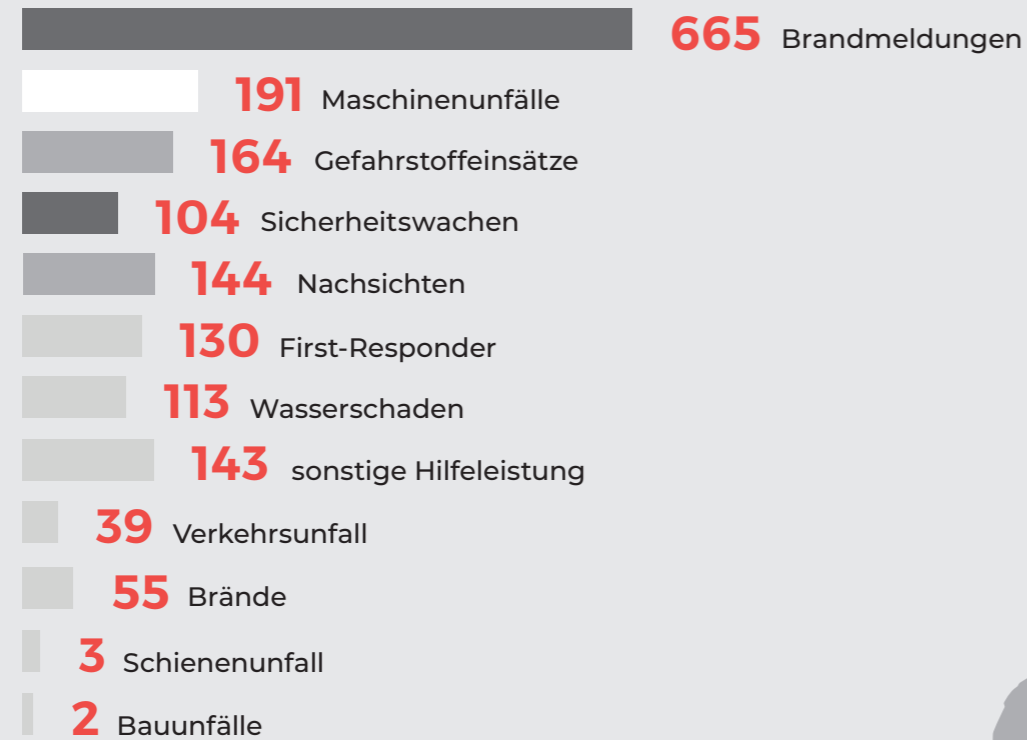 665 Brandmeldungen
191 Maschinenunfälle
164 Gefahrstoffeinsätze
104 Sicherheitswachen
144 Nachsichten
130 First-Responder
113 Wasserschaden
143 sonstige Hilfeleistung
39 Verkehrsunfall
55 Brände
3 Schienenunfall
2 Bauunfälle